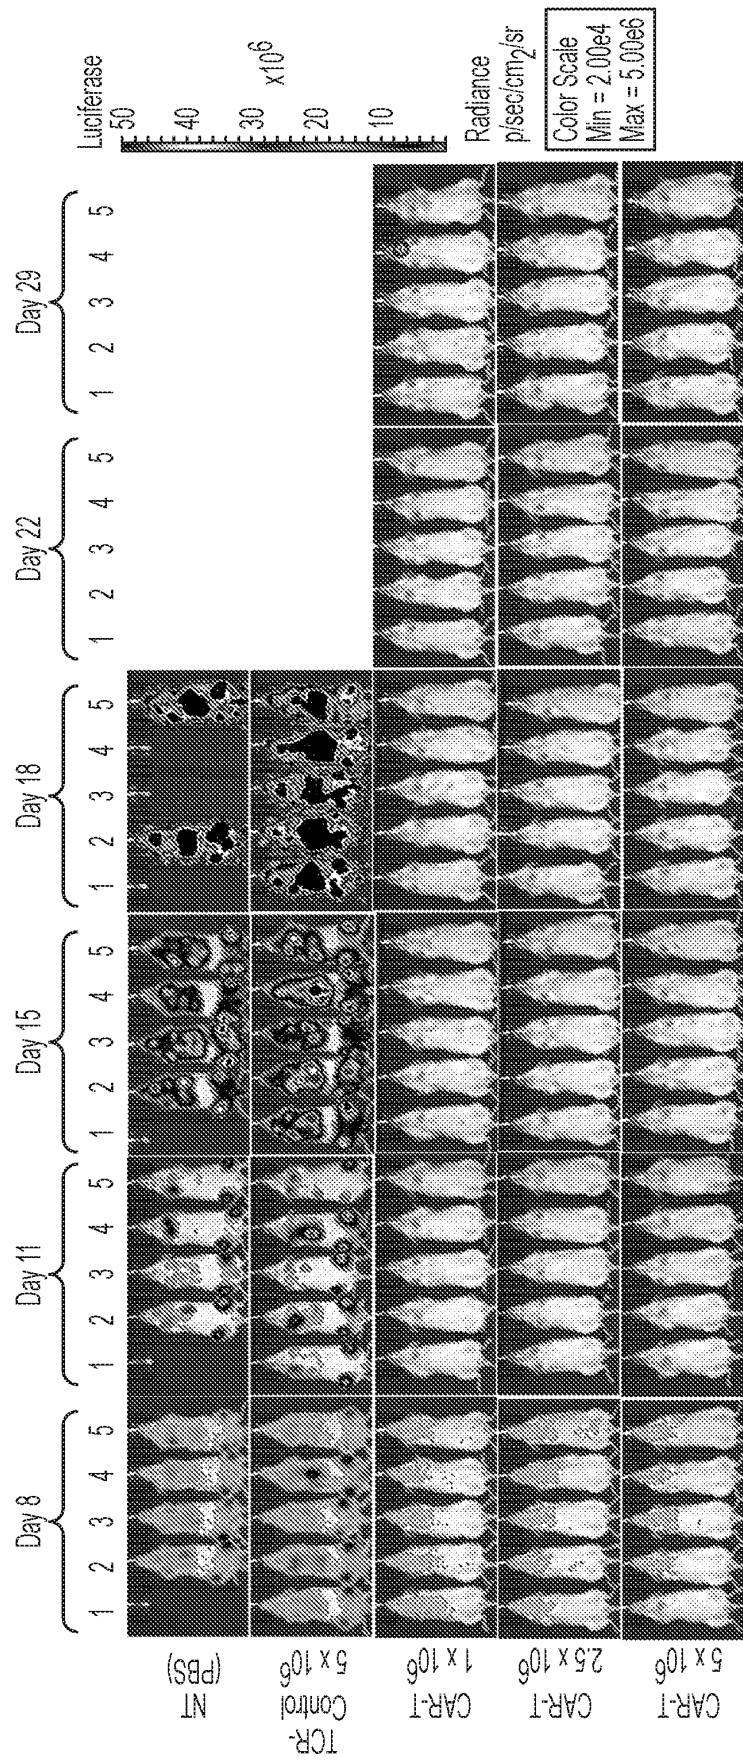 Day 8
Day 11
Day 15
Day 18
Day 22
Day 29
1 2 3 4 5
1 2 3 4 5
1 2 3 4 5
1 2 3 4 5
1 2 3 4 5
1 2 3 4 5
NT
(PBS)
TCR-
Control
5 x 10⁶
CAR-T
1 x 10⁶
CAR-T
2.5 x 10⁶
CAR-T
5 x 10⁶
Luciferase
50
40
30
20
10
x10⁶
Radiance
p/sec/cm₂/sr
Color Scale
Min = 2.00e4
Max = 5.00e6